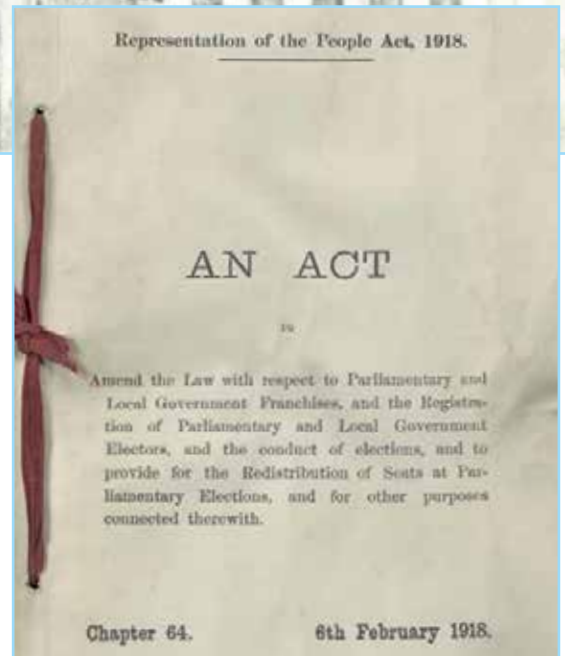 Representation of the People Act, 1918.
AN ACT
TO
Amend the Law with respect to Parliamentary and
Local Government Franchises, and the Registra-
tion of Parliamentary and Local Government
Electors, and the conduct of elections, and to
provide for the Redistribution of Seats at Par-
liamentary Elections, and for other purposes
connected therewith.
Chapter 64. 6th February 1918.